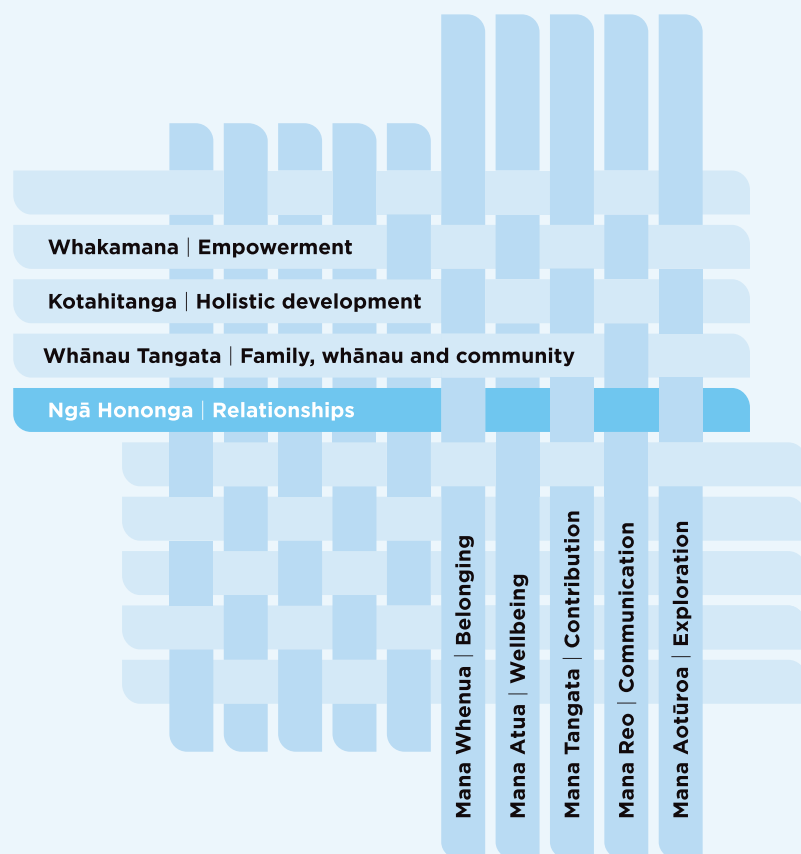 Whakamana | Empowerment
Kotahitanga | Holistic development
Whānau Tangata | Family, whānau and community
Ngā Hononga | Relationships
Mana Whenua | Belonging
Mana Atua | Wellbeing
Mana Tangata | Contribution
Mana Reo | Communication
Mana Aotūroa | Exploration